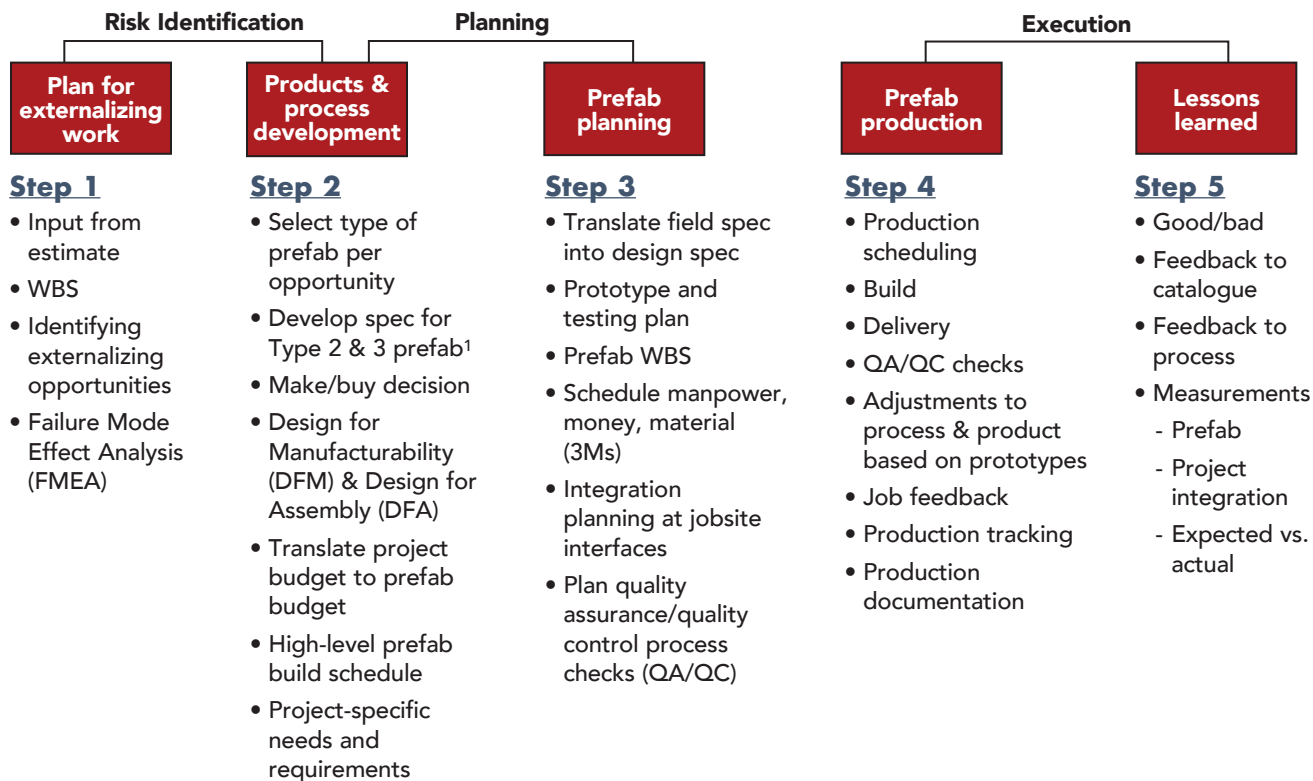 Risk Identification
Planning
Execution
Plan for
externalizing
work
Products &
process
development
Prefab
planning
Prefab
production
Lessons
learned
Step 1
• Input from
estimate
• WBS
• Identifying
externalizing
opportunities
• Failure Mode
Effect Analysis
(FMEA)
Step 2
• Select type of
prefab per
opportunity
• Develop spec for
Type 2 & 3 prefab¹
• Make/buy decision
• Design for
Manufacturability
(DFM) & Design for
Assembly (DFA)
• Translate project
budget to prefab
budget
• High-level prefab
build schedule
• Project-specific
needs and
requirements
Step 3
• Translate field spec
into design spec
• Prototype and
testing plan
• Prefab WBS
• Schedule manpower,
money, material
(3Ms)
• Integration
planning at jobsite
interfaces
• Plan quality
assurance/quality
control process
checks (QA/QC)
Step 4
• Production
scheduling
• Build
• Delivery
• QA/QC checks
• Adjustments to
process & product
based on prototypes
• Job feedback
• Production tracking
• Production
documentation
Step 5
• Good/bad
• Feedback to
catalogue
• Feedback to
process
• Measurements
- Prefab
- Project
integration
- Expected vs.
actual